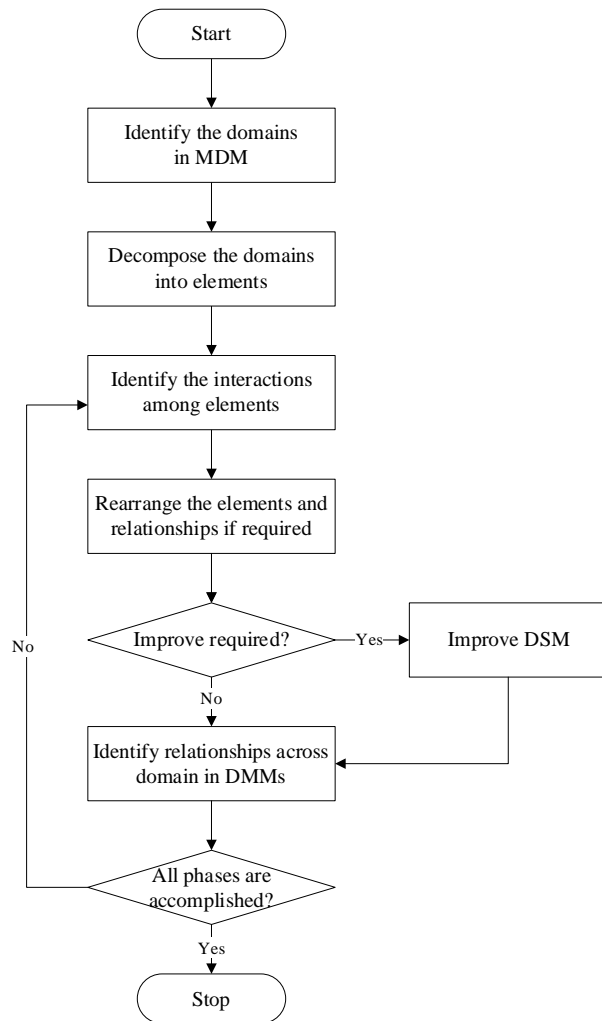 Start
Identify the domains
in MDM
Decompose the domains
into elements
Identify the interactions
among elements
Rearrange the elements and
relationships if required
Improve required?
Yes
Improve DSM
No
No
Identify relationships across
domain in DMMs
All phases are
accomplished?
Yes
Stop